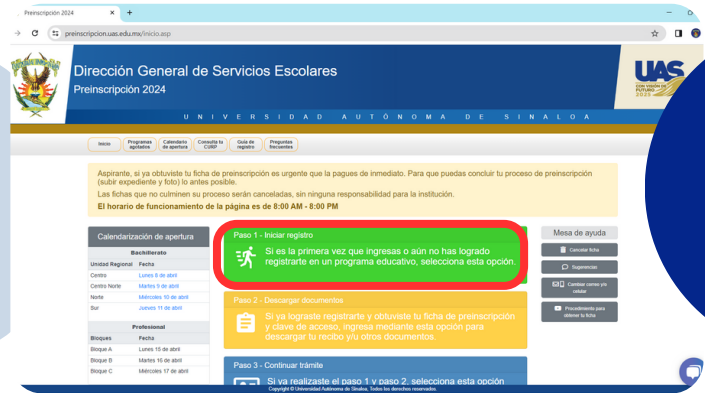 Preinscripción 2024
preinscripcion.uas.edu.mx/inicio.asp
Dirección General de Servicios Escolares
Preinscripción 2024
UAS
CON VISIÓN DE
FUTURO
2025
UNIVERSIDAD AUTÓNOMA DE SINALOA
Inicio
Programas agotados
Calendario de apertura
Consulta tu CURP
Guía de registro
Preguntas frecuentes
Aspirante, si ya obtuviste tu ficha de preinscripción es urgente que la pagues de inmediato. Para que puedas concluir tu proceso de preinscripción
(subir expediente y foto) lo antes posible.
Las fichas que no culminen su proceso serán canceladas, sin ninguna responsabilidad para la institución.
El horario de funcionamiento de la página es de 8:00 AM - 8:00 PM
Calendarización de apertura
Bachillerato
Unidad Regional Fecha
Centro Lunes 8 de abril
Centro Norte Martes 9 de abril
Norte Miércoles 10 de abril
Sur Jueves 11 de abril
Profesional
Bloques Fecha
Bloque A Lunes 15 de abril
Bloque B Martes 16 de abril
Bloque C Miércoles 17 de abril
Paso 1 - Iniciar registro
Si es la primera vez que ingresas o aún no has logrado
registrarte en un programa educativo, selecciona esta opción.
Paso 2 - Descargar documentos
Si ya lograste registrarte y obtuviste tu ficha de preinscripción
y clave de acceso, ingresa mediante esta opción para
descargar tu recibo y/u otros documentos.
Paso 3 - Continuar trámite
Si ya realizaste el paso 1 y paso 2, selecciona esta opción
Mesa de ayuda
Cancelar ficha
Sugerencias
Cambiar correo y/o
celular
Procedimiento para
obtener tu ficha
Copyright © Universidad Autónoma de Sinaloa, Todos los derechos reservados.